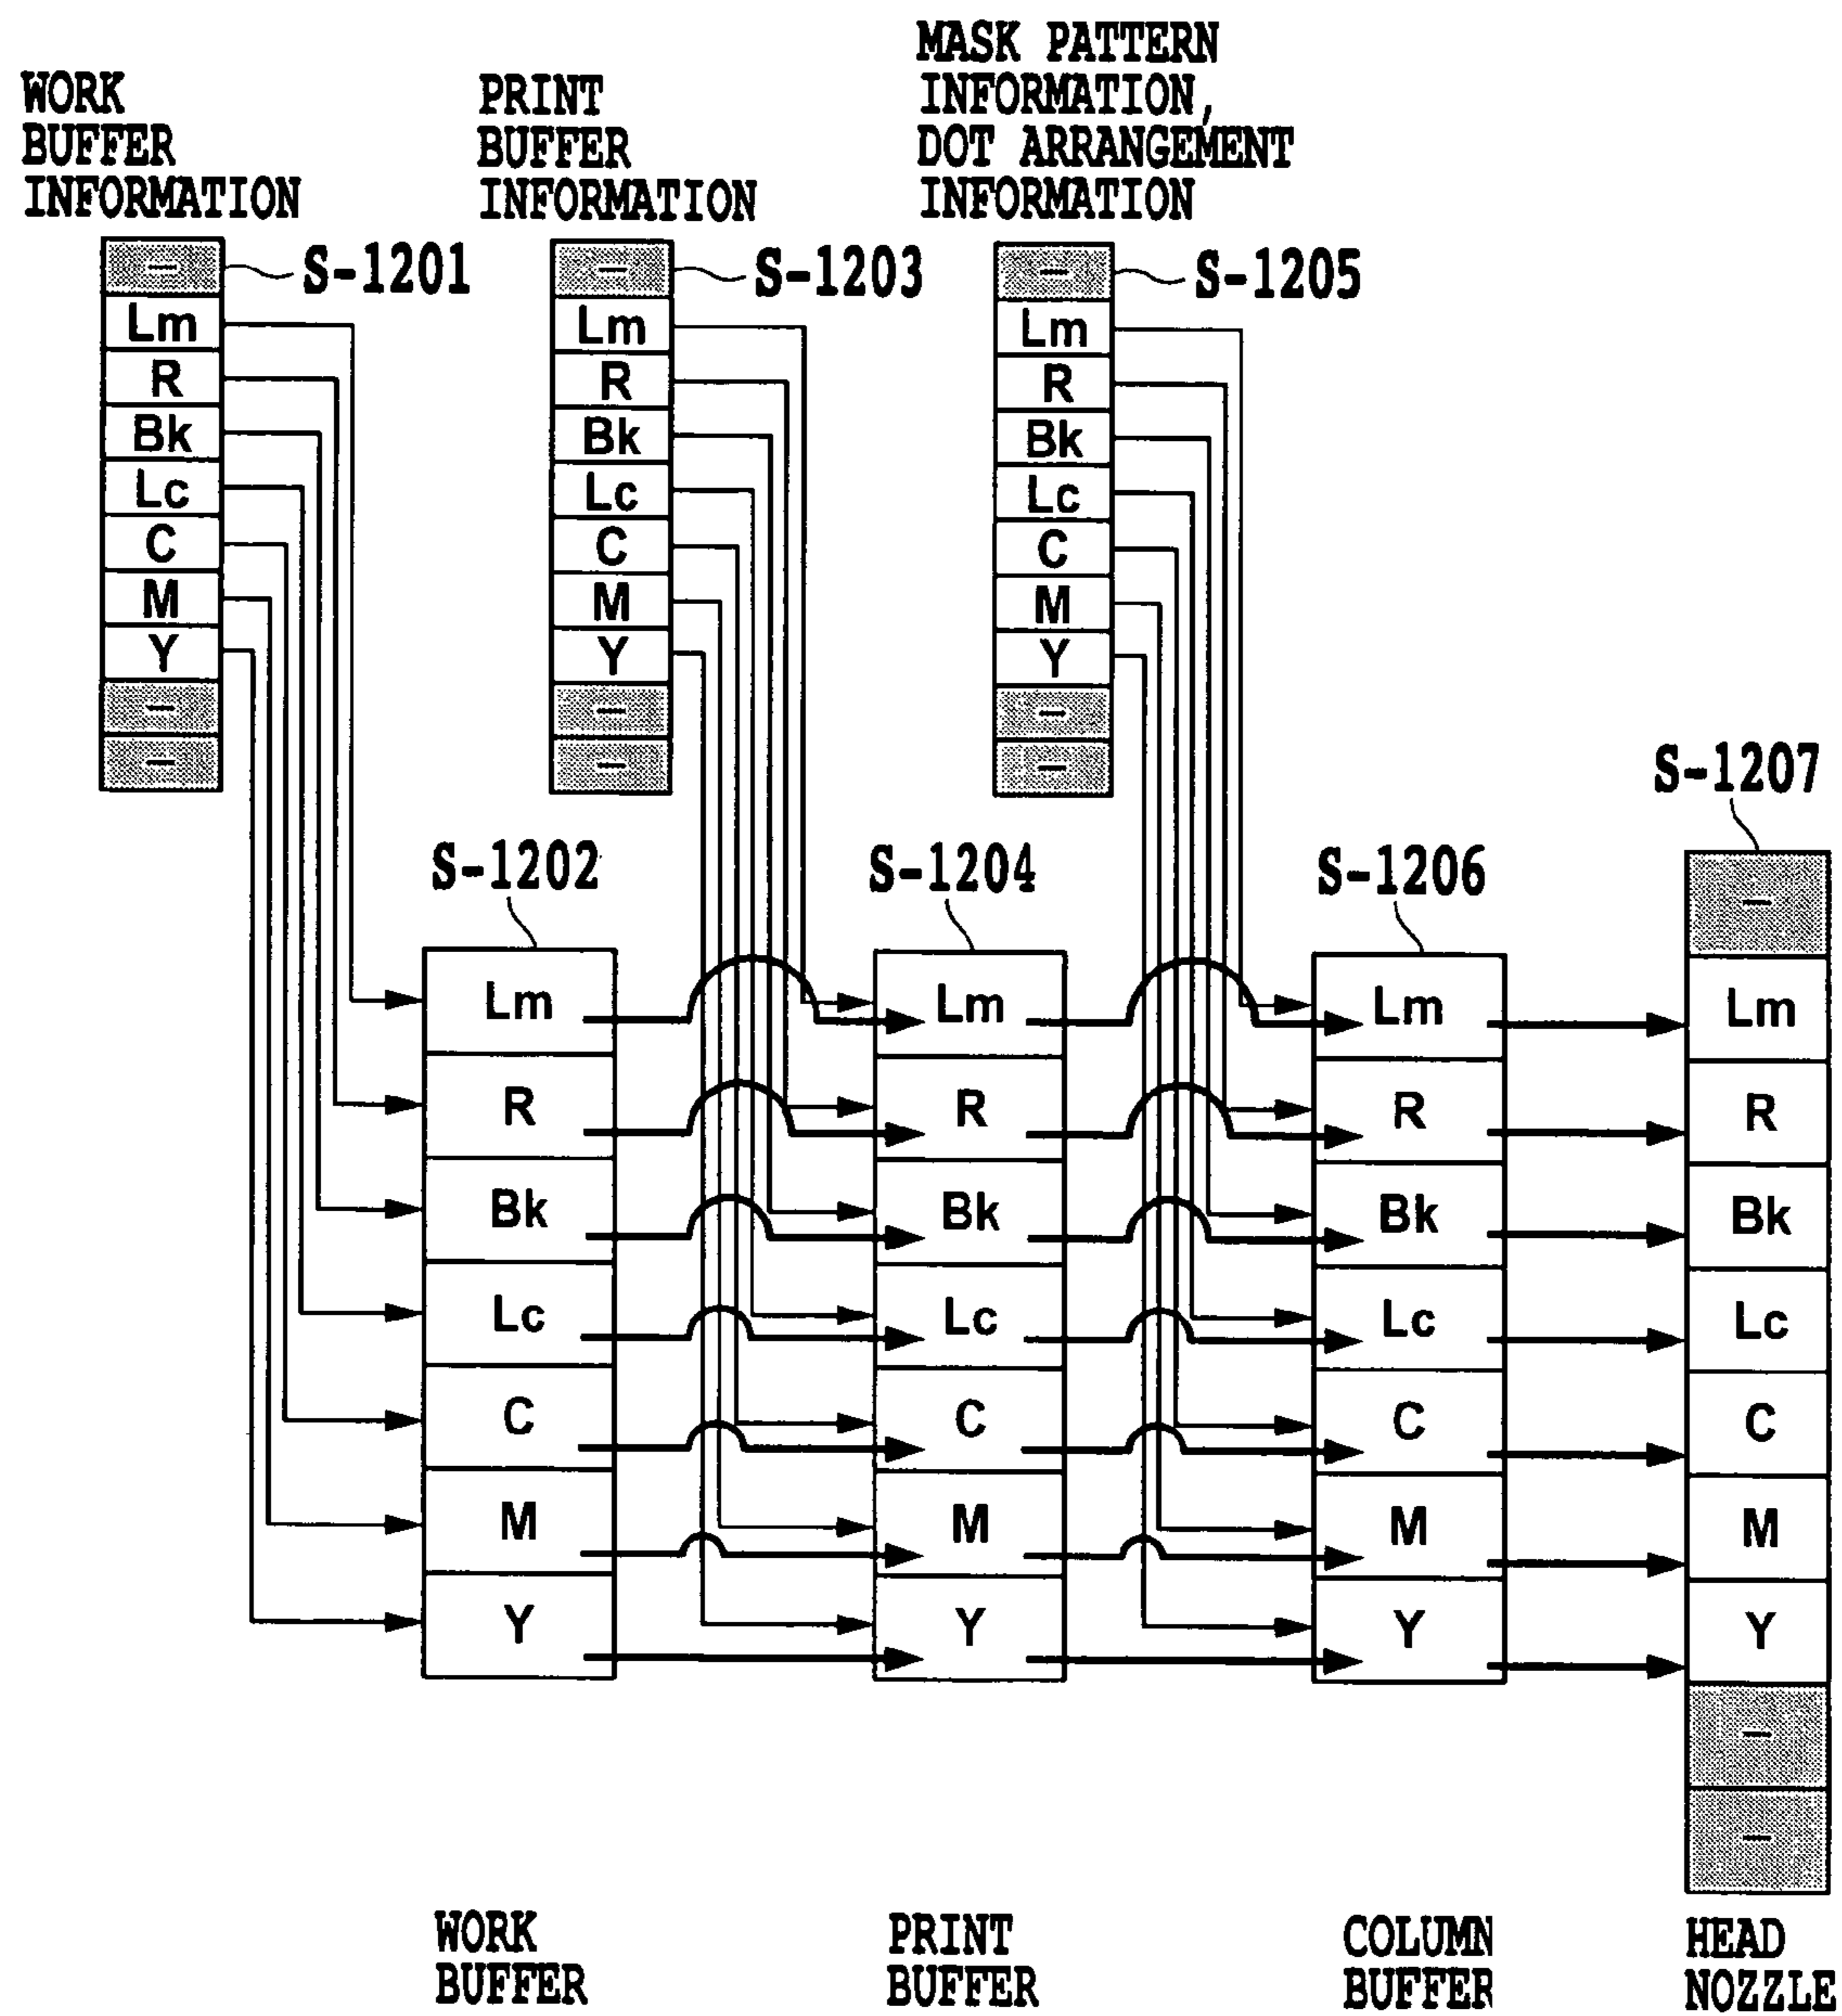 WORK
BUFFER
INFORMATION
PRINT
BUFFER
INFORMATION
MASK PATTERN
INFORMATION,
DOT ARRANGEMENT
INFORMATION
–
S-1201
Lm
R
Bk
Lc
C
M
Y
–
–
–
S-1203
Lm
R
Bk
Lc
C
M
Y
–
–
–
S-1205
Lm
R
Bk
Lc
C
M
Y
–
–
S-1202
Lm
R
Bk
Lc
C
M
Y
WORK
BUFFER
S-1204
Lm
R
Bk
Lc
C
M
Y
PRINT
BUFFER
S-1206
Lm
R
Bk
Lc
C
M
Y
COLUMN
BUFFER
S-1207
–
Lm
R
Bk
Lc
C
M
Y
–
–
HEAD
NOZZLE